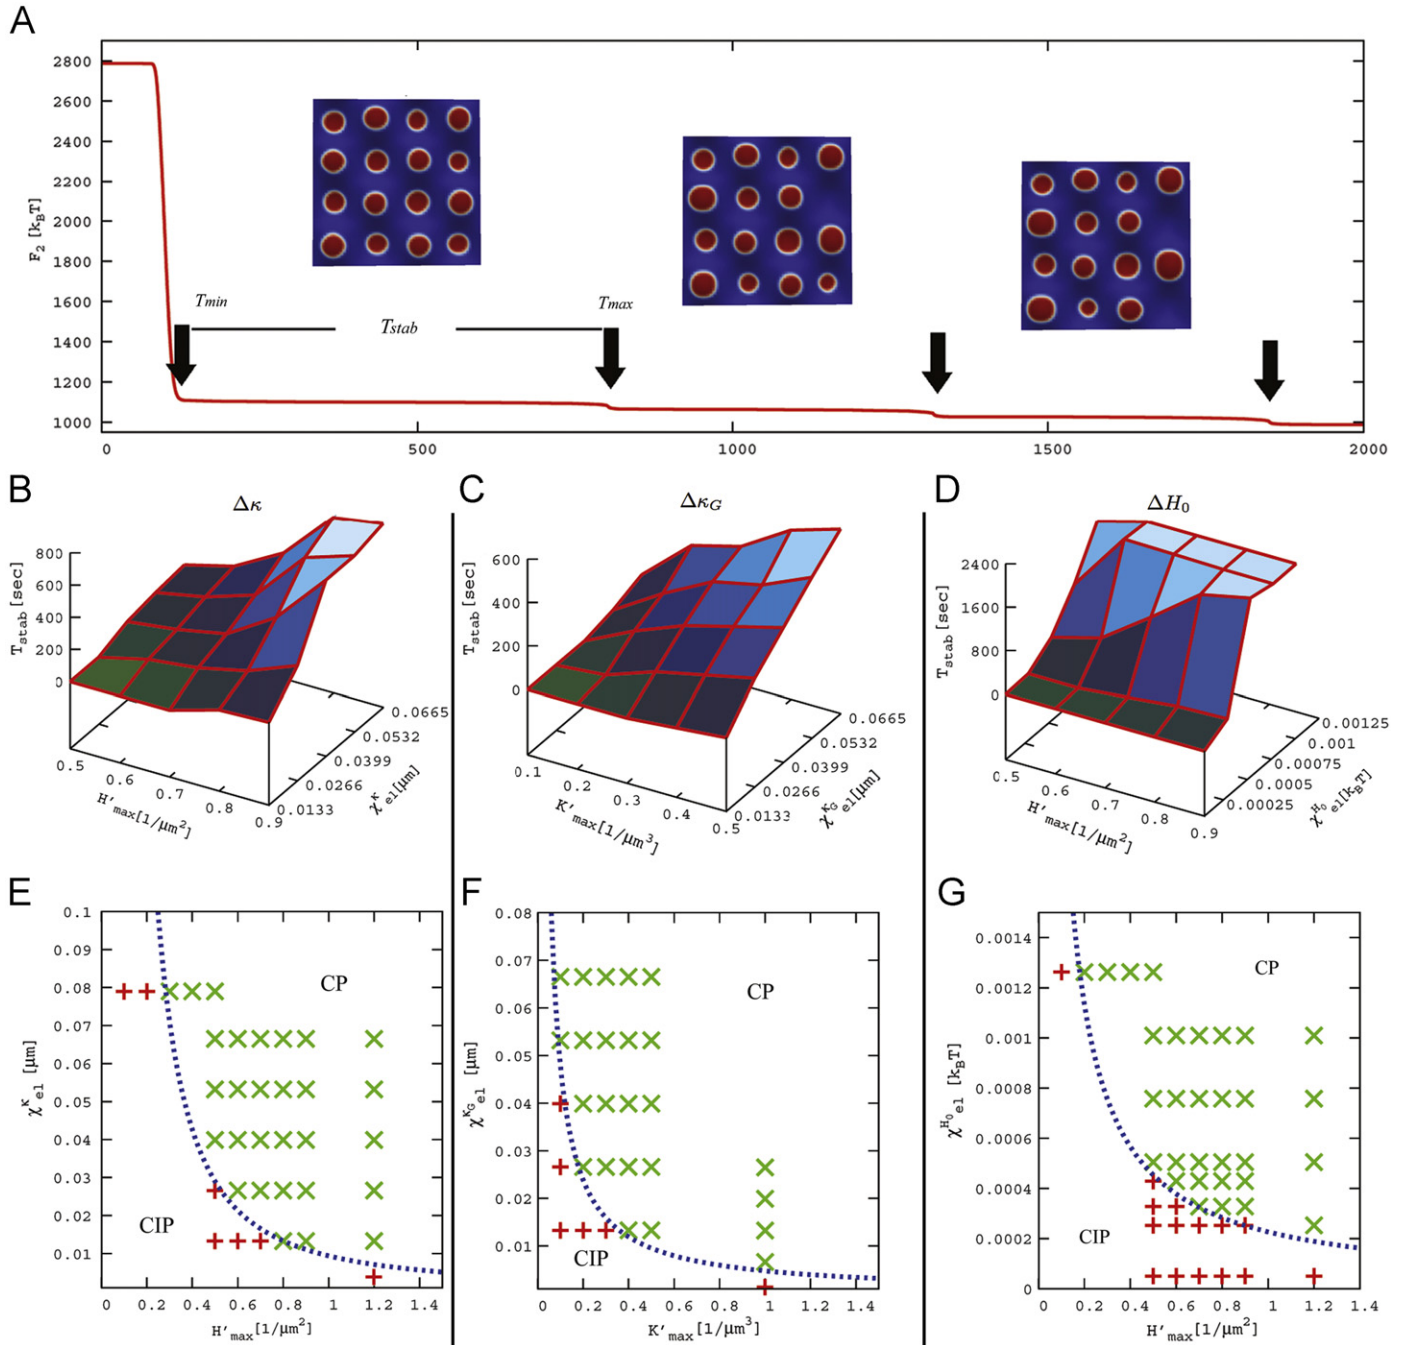 A
2800
2600
2400
2200
2000
1800
1600
1400
1200
1000
F2 [kBT]
Tmin
Tstab
Tmax
0 500 1000 1500 2000
B
Δκ
Tstab[sec]
800
600
400
200
0
0.5 0.6 0.7 0.8 0.9
H'max[1/μm²]
0.0665
0.0532
0.0399
0.0266
0.0133
χκel[μm]
C
ΔκG
Tstab[sec]
600
400
200
0
0.1 0.2 0.3 0.4 0.5
K'max[1/μm³]
0.0665
0.0532
0.0399
0.0266
0.0133
χκGel[μm]
D
ΔH0
Tstab[sec]
2400
1600
800
0
0.5 0.6 0.7 0.8 0.9
H'max[1/μm²]
0.00125
0.001
0.00075
0.0005
0.00025
χH0el[kBT]
E
0.1
0.09
0.08
0.07
0.06
0.05
0.04
0.03
0.02
0.01
χκel [μm]
CP
CIP
0 0.2 0.4 0.6 0.8 1 1.2 1.4
H'max[1/μm²]
F
0.08
0.07
0.06
0.05
0.04
0.03
0.02
0.01
χκGel [μm]
CP
CIP
0 0.2 0.4 0.6 0.8 1 1.2 1.4
K'max[1/μm³]
G
0.0014
0.0012
0.001
0.0008
0.0006
0.0004
0.0002
0
χH0el [kBT]
CP
CIP
0 0.2 0.4 0.6 0.8 1 1.2 1.4
H'max[1/μm²]